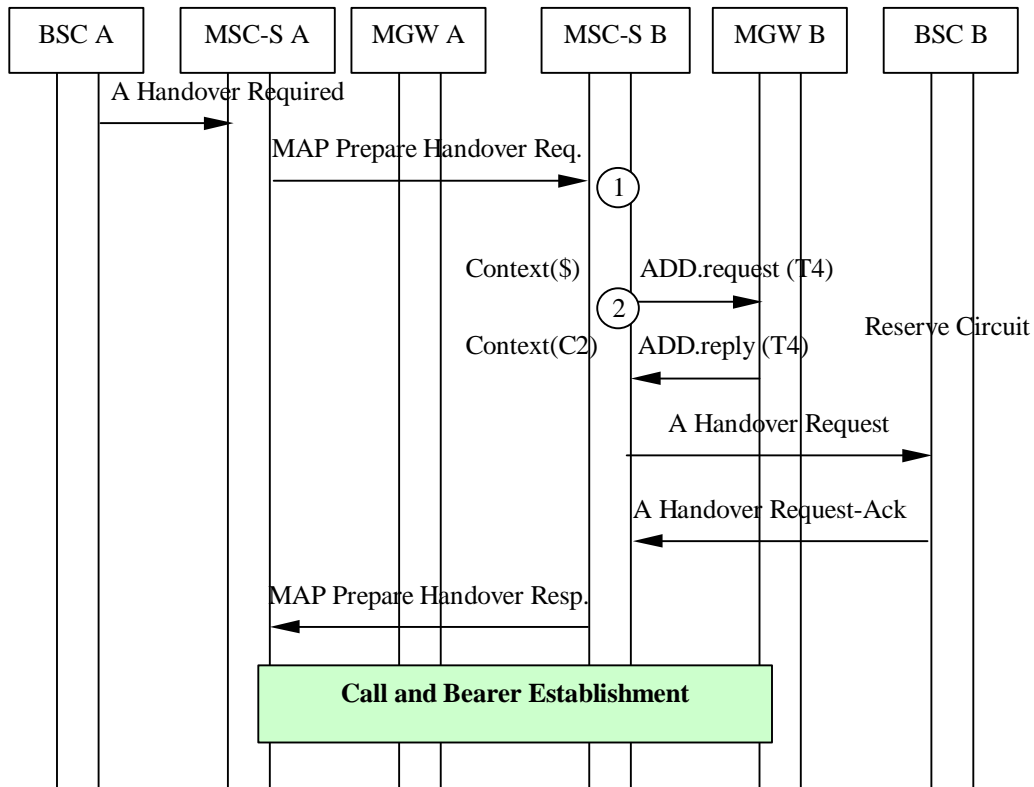 BSC A
MSC-S A
MGW A
MSC-S B
MGW B
BSC B
A Handover Required
MAP Prepare Handover Req.
1
Context($)
ADD.request (T4)
2
Reserve Circuit
Context(C2)
ADD.reply (T4)
A Handover Request
A Handover Request-Ack
MAP Prepare Handover Resp.
Call and Bearer Establishment